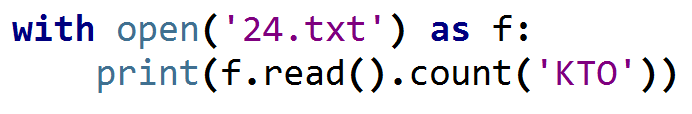 with open('24.txt') as f:
    print(f.read().count('KTO'))